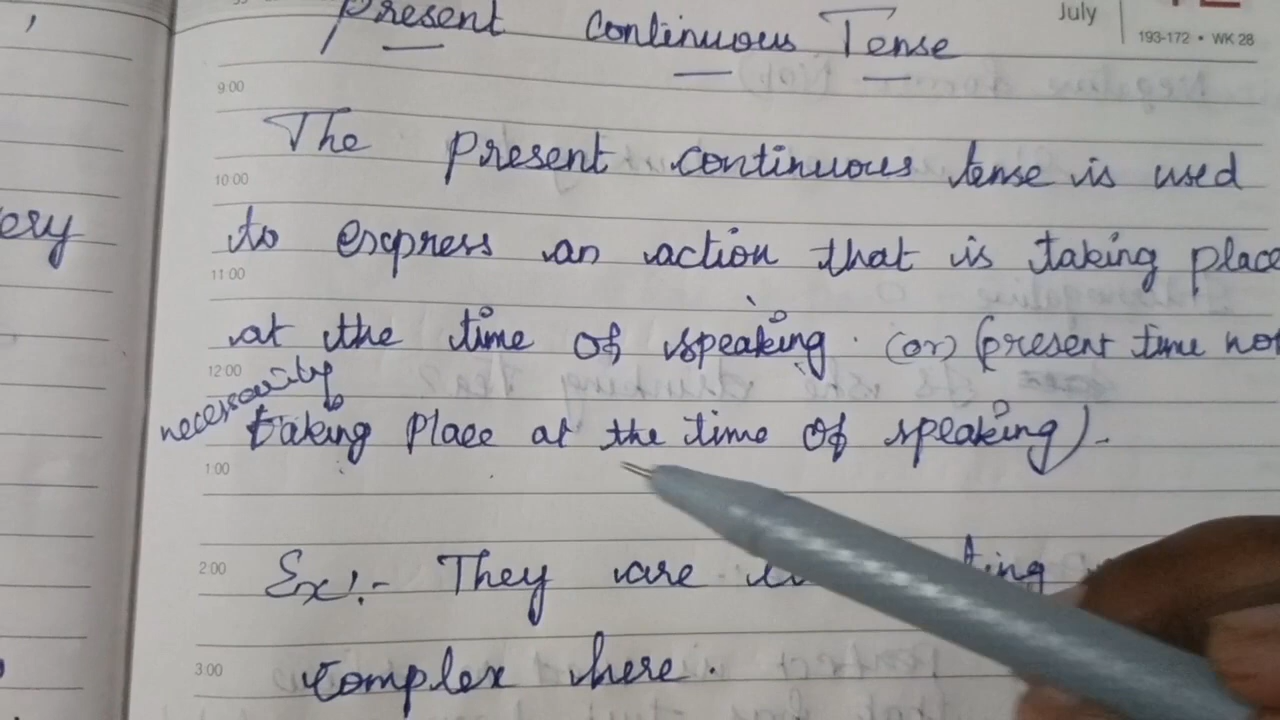 July
193-172 • WK 28
Present Continuous Tense
9:00
The Present continuous tense is used
10:00
ery
to express an action that is taking place
11:00
at the time of speaking. (or) (present time not
12:00
necessarily
taking Place at the time of speaking).
1:00
2:00
Ex:- They are
3:00
complex here.